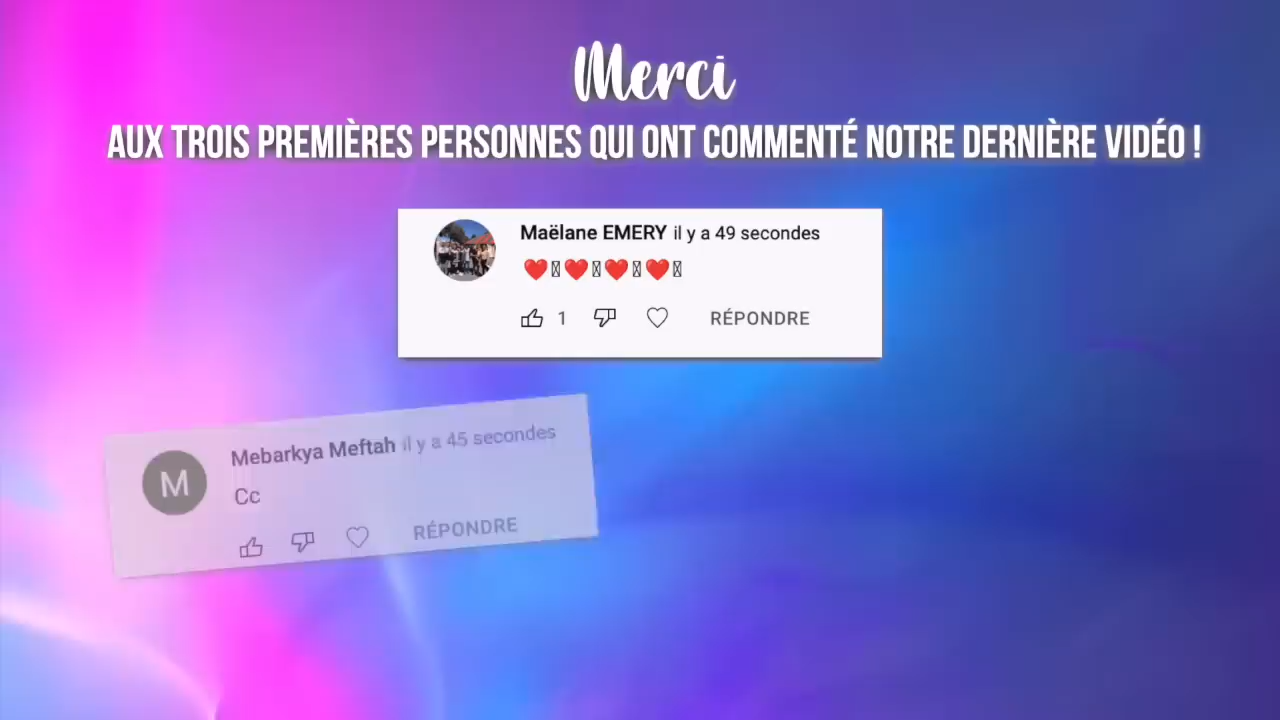 Merci
AUX TROIS PREMIÈRES PERSONNES QUI ONT COMMENTÉ NOTRE DERNIÈRE VIDÉO !
Maëlane EMERY il y a 49 secondes
❤️▯❤️▯❤️▯❤️▯
1 RÉPONDRE
Mebarkya Meftah il y a 45 secondes
M
Cc
RÉPONDRE